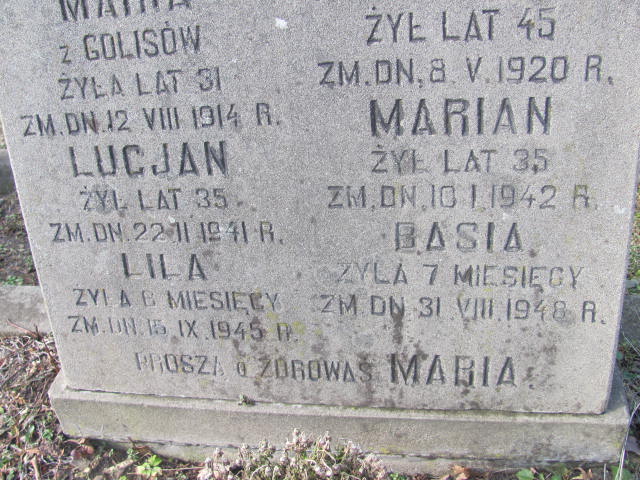 z GOLISÓW
ŻYŁA LAT 31
ZM. DN. 12 VIII 1914 R.
LUCJAN
ŻYŁ LAT 35
ZM. DN. 22 II 1941 R.
LILA
ŻYŁA 6 MIESIĘCY
ZM. DN. 15 IX. 1945 R.
ŻYŁ LAT 45
ZM. DN. 8. V. 1920 R.
MARIAN
ŻYŁ LAT 35
ZM. DN. 10 I. 1942 R.
BASIA
ŻYŁA 7 MIESIĘCY
ZM. DN. 31 VIII. 1948 R.
PROSZĄ o ZDROWAŚ MARIA.